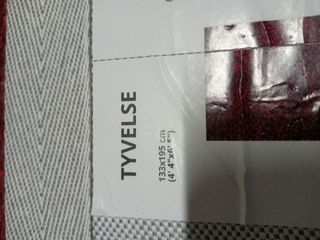 TYVELSE
133x195 cm
(4' 4"x6' 5")